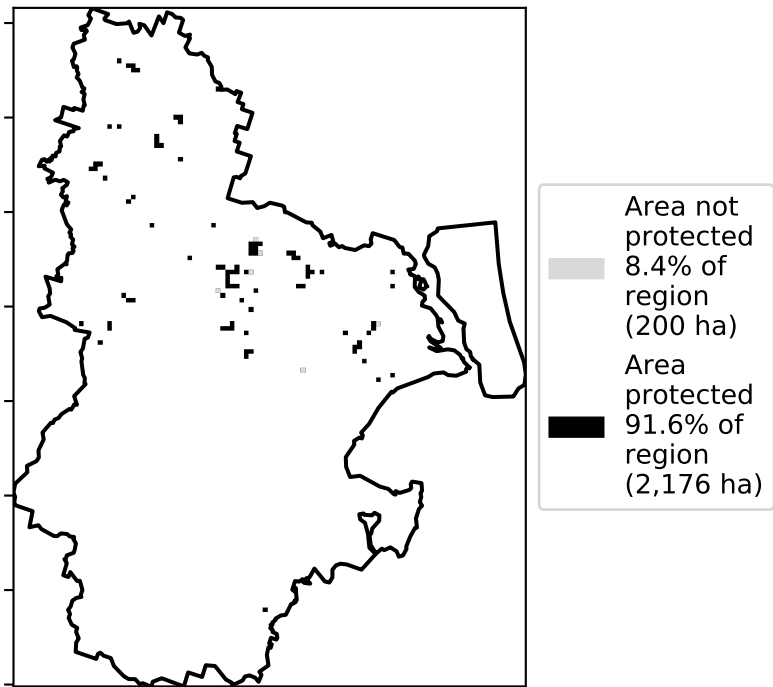 Area not
protected
8.4% of
region
(200 ha)
Area
protected
91.6% of
region
(2,176 ha)